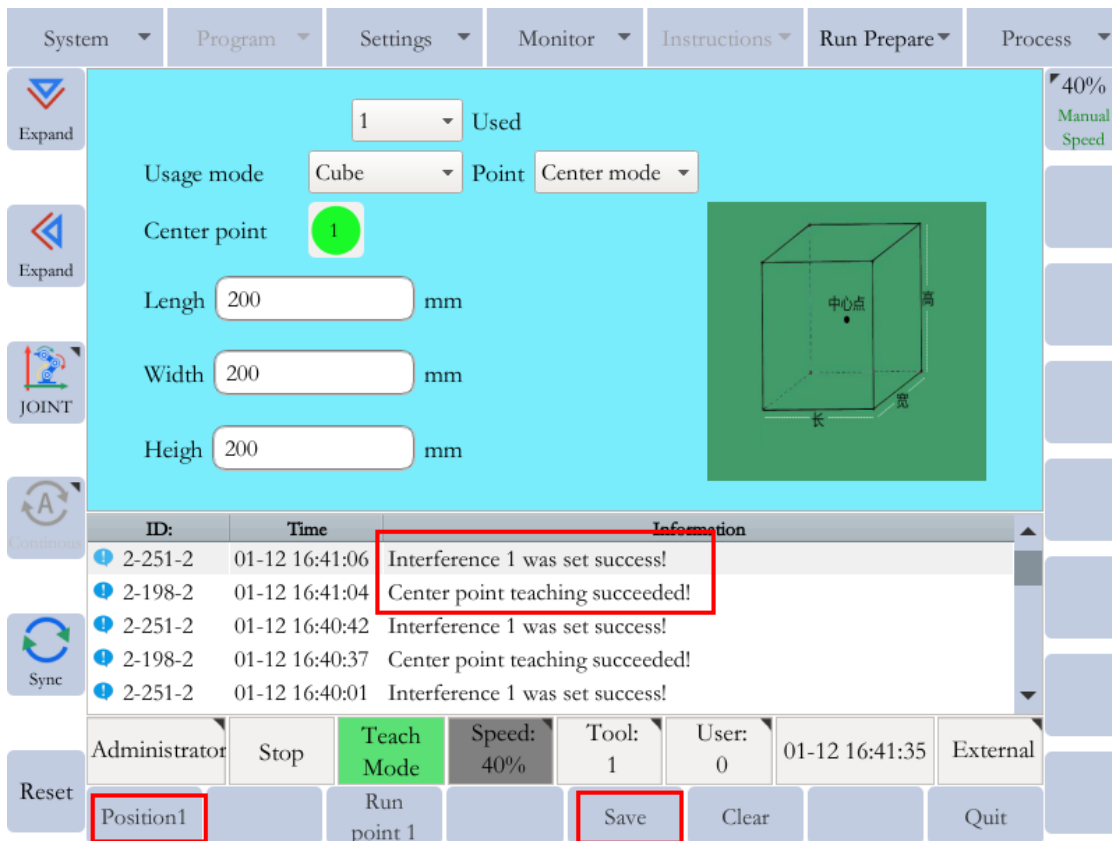 System Program Settings Monitor Instructions Run Prepare Process
Expand
40%
Manual
Speed
1 Used
Usage mode Cube Point Center mode
Center point 1
Expand
Lengh 200 mm
中心点
高
Width 200 mm
JOINT
宽
长
Heigh 200 mm
A
Continous
ID: Time Information
2-251-2 01-12 16:41:06 Interference 1 was set success!
2-198-2 01-12 16:41:04 Center point teaching succeeded!
2-251-2 01-12 16:40:42 Interference 1 was set success!
2-198-2 01-12 16:40:37 Center point teaching succeeded!
2-251-2 01-12 16:40:01 Interference 1 was set success!
Sync
Administrator Stop Teach Mode Speed: 40% Tool: 1 User: 0 01-12 16:41:35 External
Reset
Position1 Run point 1 Save Clear Quit